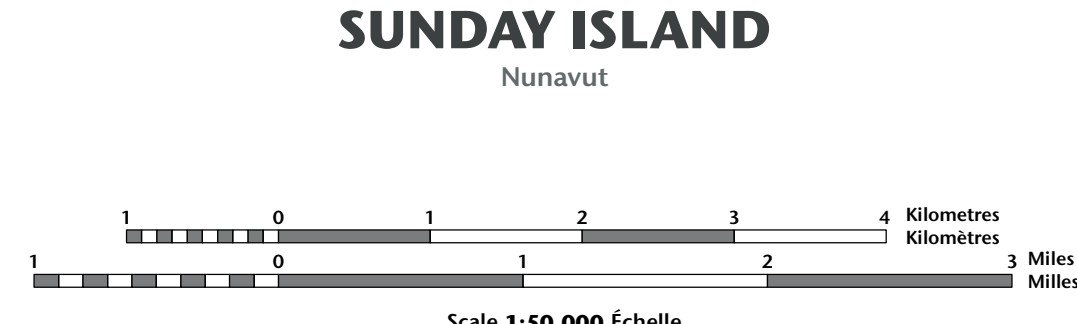 SUNDAY ISLAND
Nunavut
1 0 1 2 3 4 Kilometres
Kilomètres
1 0 1 2 3 Miles
Milles
Scale 1:50 000 Échelle